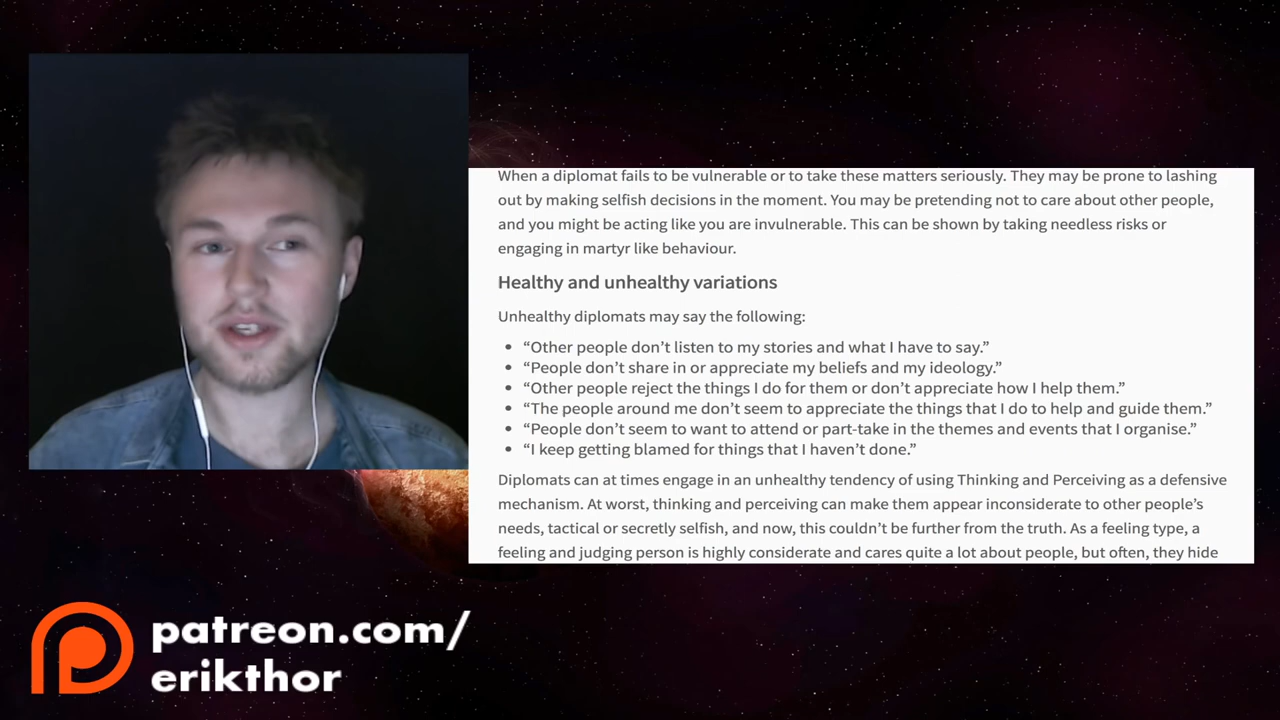 When a diplomat fails to be vulnerable or to take these matters seriously. They may be prone to lashing
out by making selfish decisions in the moment. You may be pretending not to care about other people,
and you might be acting like you are invulnerable. This can be shown by taking needless risks or
engaging in martyr like behaviour.
Healthy and unhealthy variations
Unhealthy diplomats may say the following:
• “Other people don’t listen to my stories and what I have to say.”
• “People don’t share in or appreciate my beliefs and my ideology.”
• “Other people reject the things I do for them or don’t appreciate how I help them.”
• “The people around me don’t seem to appreciate the things that I do to help and guide them.”
• “People don’t seem to want to attend or part-take in the themes and events that I organise.”
• “I keep getting blamed for things that I haven’t done.”
Diplomats can at times engage in an unhealthy tendency of using Thinking and Perceiving as a defensive
mechanism. At worst, thinking and perceiving can make them appear inconsiderate to other people’s
needs, tactical or secretly selfish, and now, this couldn’t be further from the truth. As a feeling type, a
feeling and judging person is highly considerate and cares quite a lot about people, but often, they hide
patreon.com/
erikthor